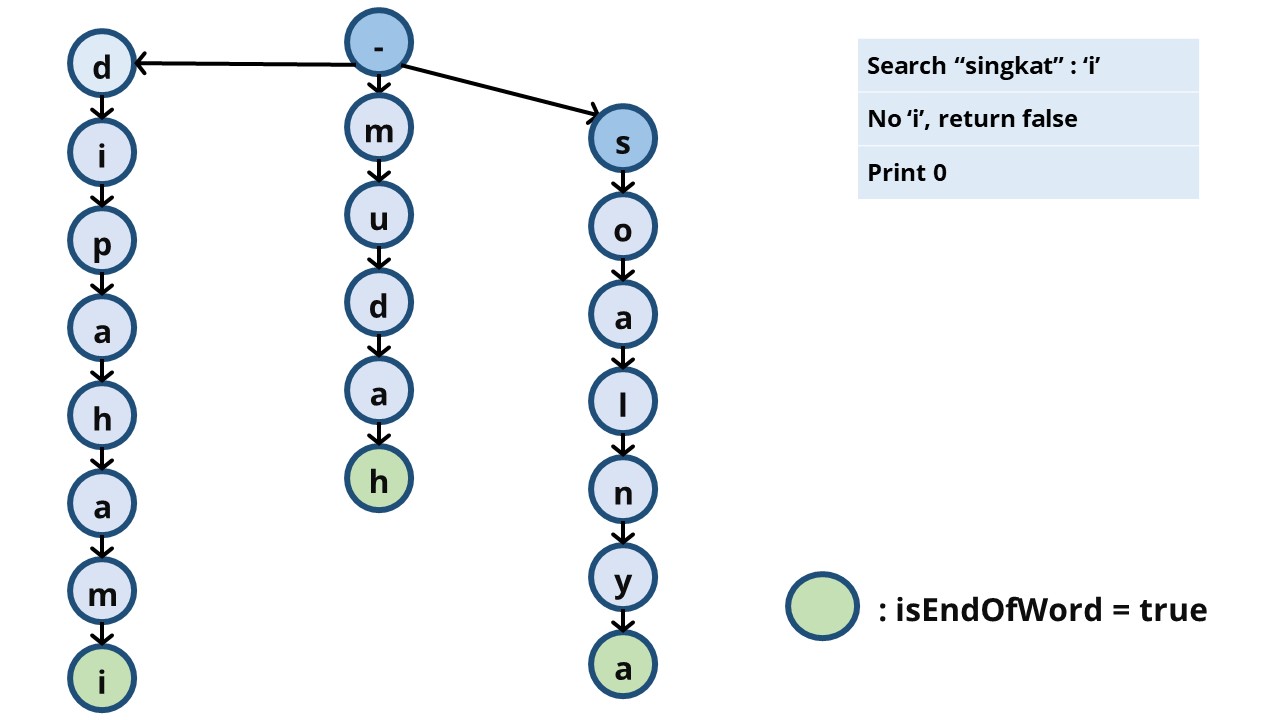 -
d
i
p
a
h
a
m
i
m
u
d
a
h
s
o
a
l
n
y
a
Search “singkat” : ‘i’
No ‘i’, return false
Print 0
: isEndOfWord = true